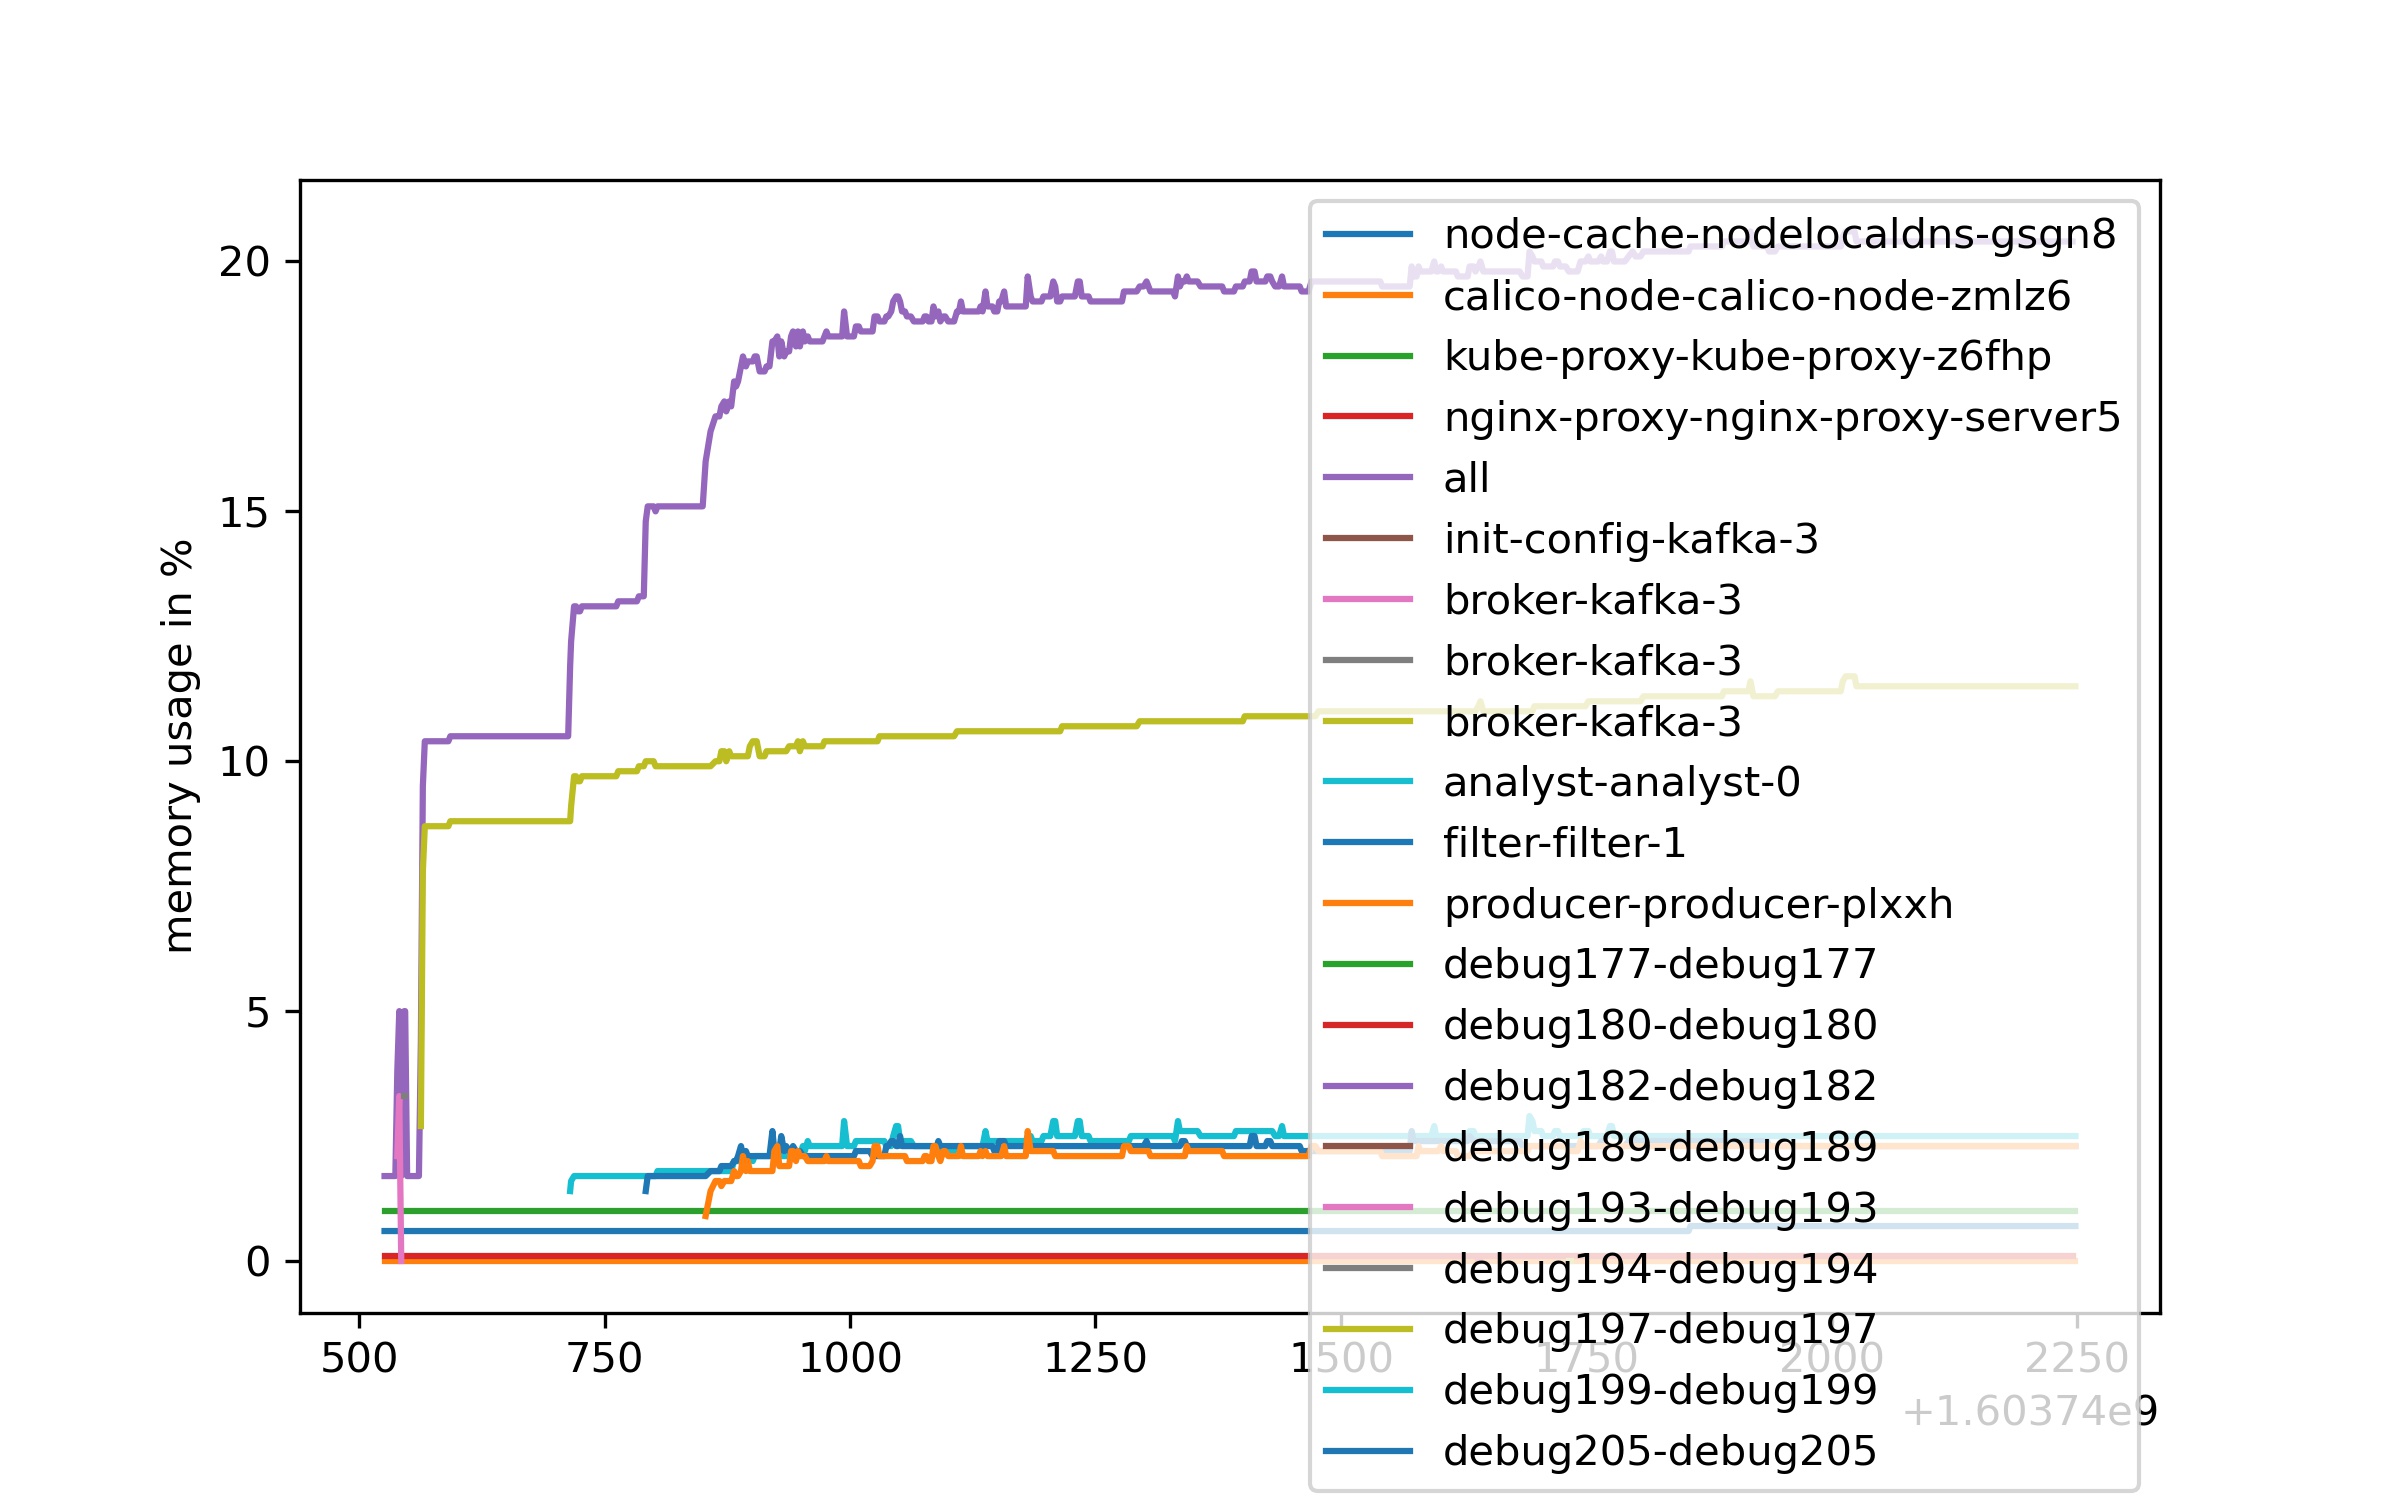 20
15
10
5
0
memory usage in %
500 750 1000 1250 1500 1750 2000 2250
+1.60374e9
node-cache-nodelocaldns-gsgn8
calico-node-calico-node-zmlz6
kube-proxy-kube-proxy-z6fhp
nginx-proxy-nginx-proxy-server5
all
init-config-kafka-3
broker-kafka-3
broker-kafka-3
broker-kafka-3
analyst-analyst-0
filter-filter-1
producer-producer-plxxh
debug177-debug177
debug180-debug180
debug182-debug182
debug189-debug189
debug193-debug193
debug194-debug194
debug197-debug197
debug199-debug199
debug205-debug205